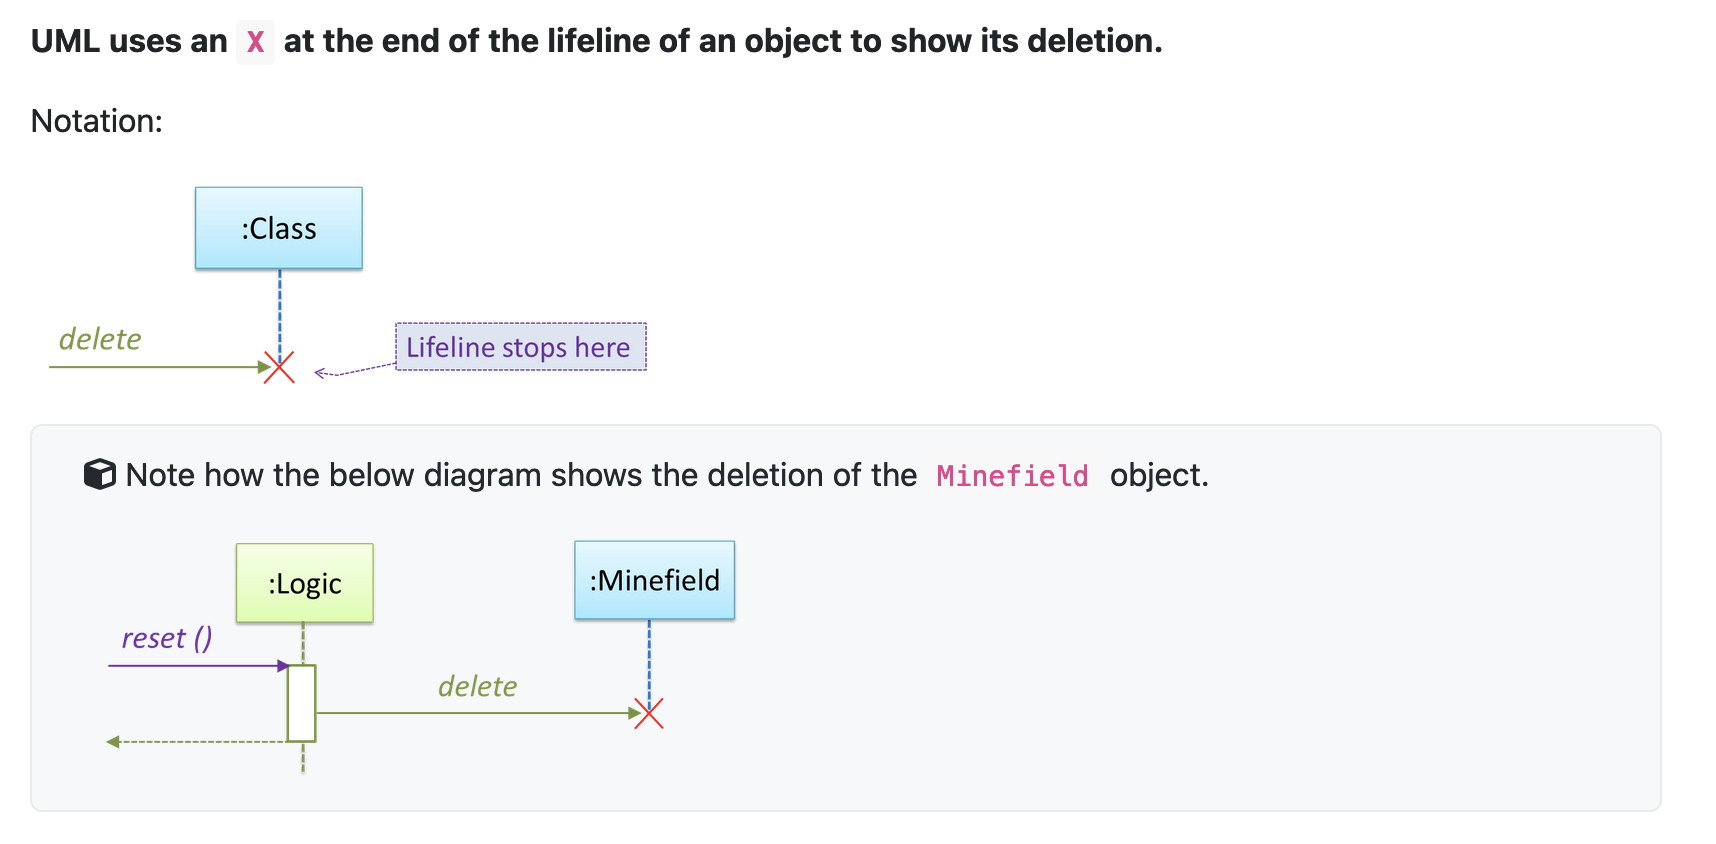 UML uses an X at the end of the lifeline of an object to show its deletion.
Notation:
:Class
delete
Lifeline stops here
Note how the below diagram shows the deletion of the Minefield object.
:Logic
:Minefield
reset ()
delete